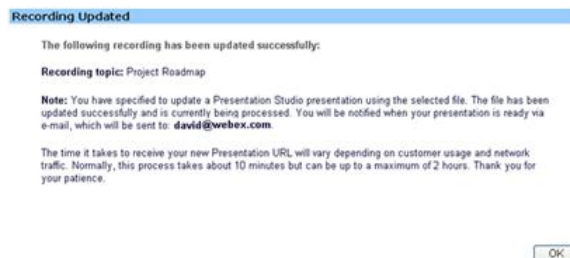 Recording Updated
The following recording has been updated successfully:
Recording topic: Project Roadmap
Note: You have specified to update a Presentation Studio presentation using the selected file. The file has been
updated successfully and is currently being processed. You will be notified when your presentation is ready via
e-mail, which will be sent to: david@webex.com.
The time it takes to receive your new Presentation URL will vary depending on customer usage and network
traffic. Normally, this process takes about 10 minutes but can be up to a maximum of 2 hours. Thank you for
your patience.
OK